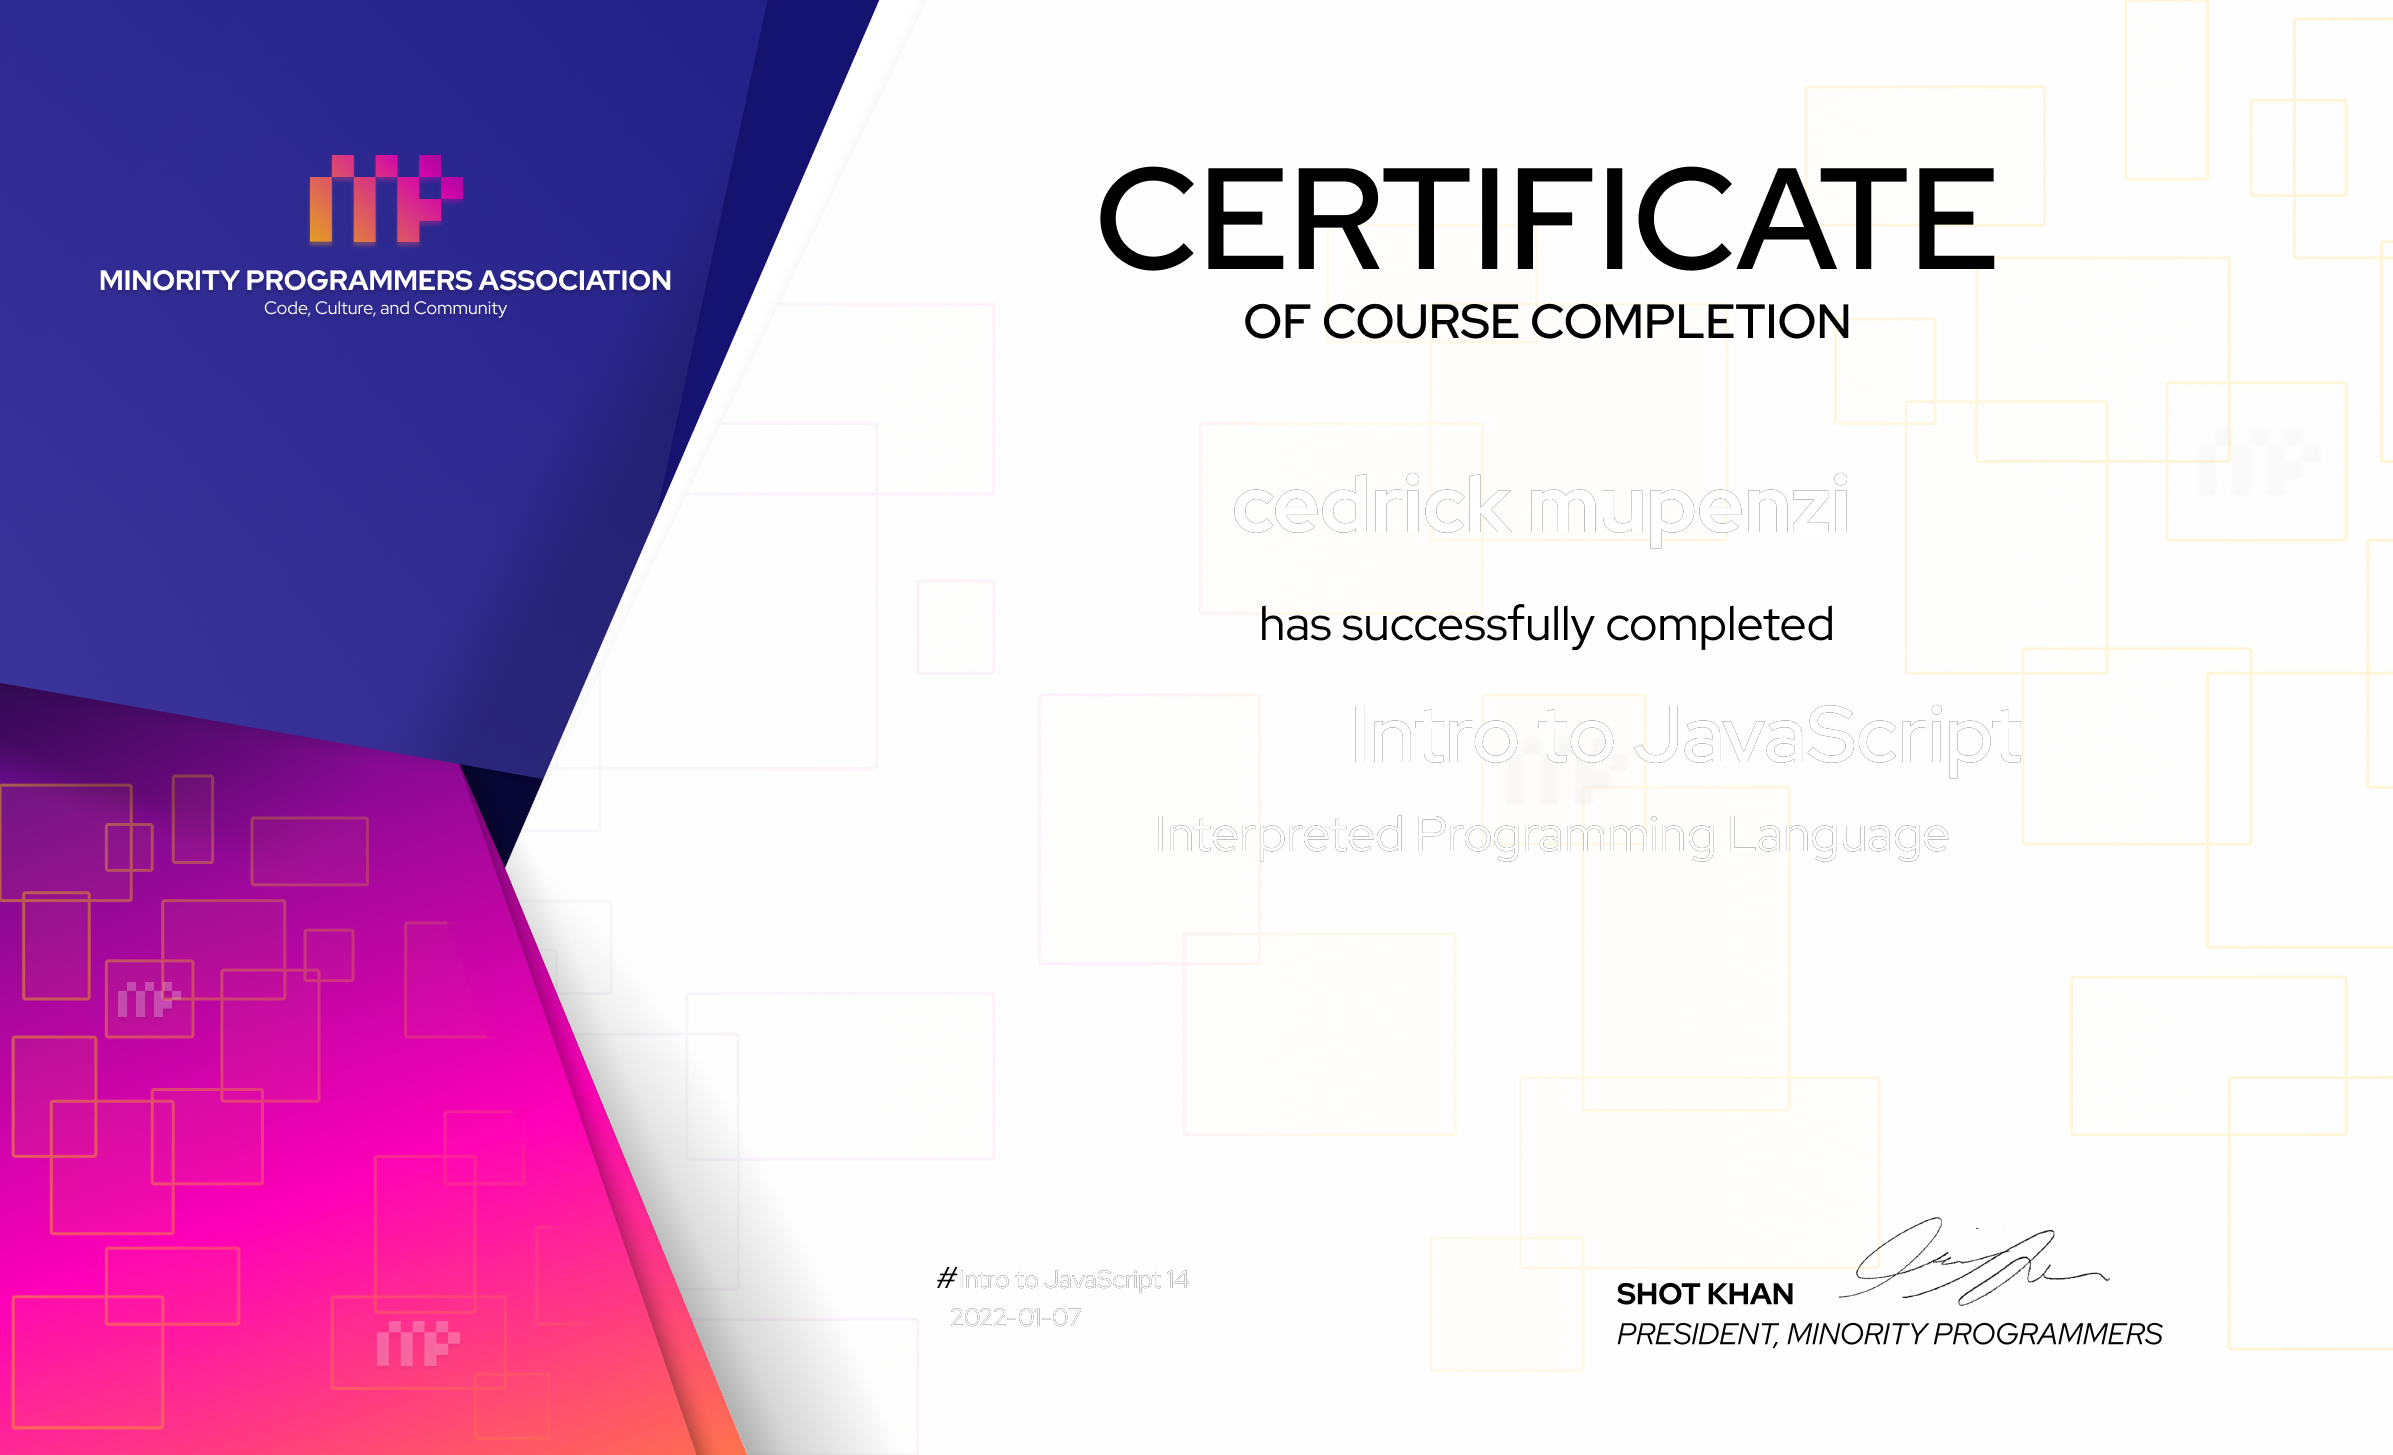 MINORITY PROGRAMMERS ASSOCIATION
Code, Culture, and Community
CERTIFICATE
OF COURSE COMPLETION
cedrick mupenzi
has successfully completed
Intro to JavaScript
Interpreted Programming Language
#Intro to JavaScript 14
2022-01-07
SHOT KHAN
PRESIDENT, MINORITY PROGRAMMERS